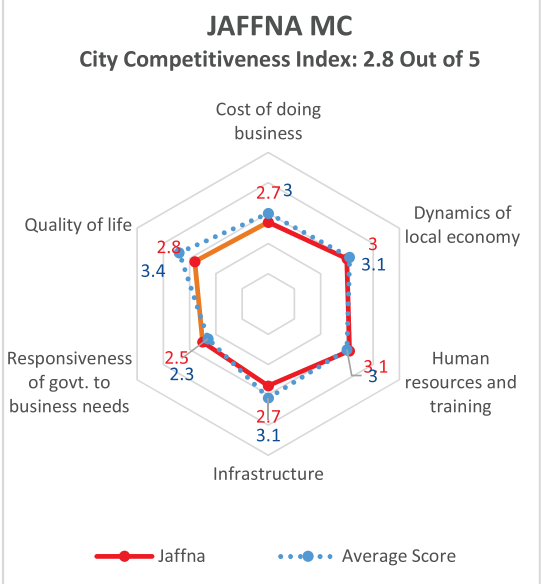 JAFFNA MC
City Competitiveness Index: 2.8 Out of 5
Cost of doing
business
2.7
3
Dynamics of
local economy
3
3.1
Human
resources and
training
3.1
3
Infrastructure
2.7
3.1
Responsiveness
of govt. to
business needs
2.5
2.3
Quality of life
2.8
3.4
Jaffna
Average Score